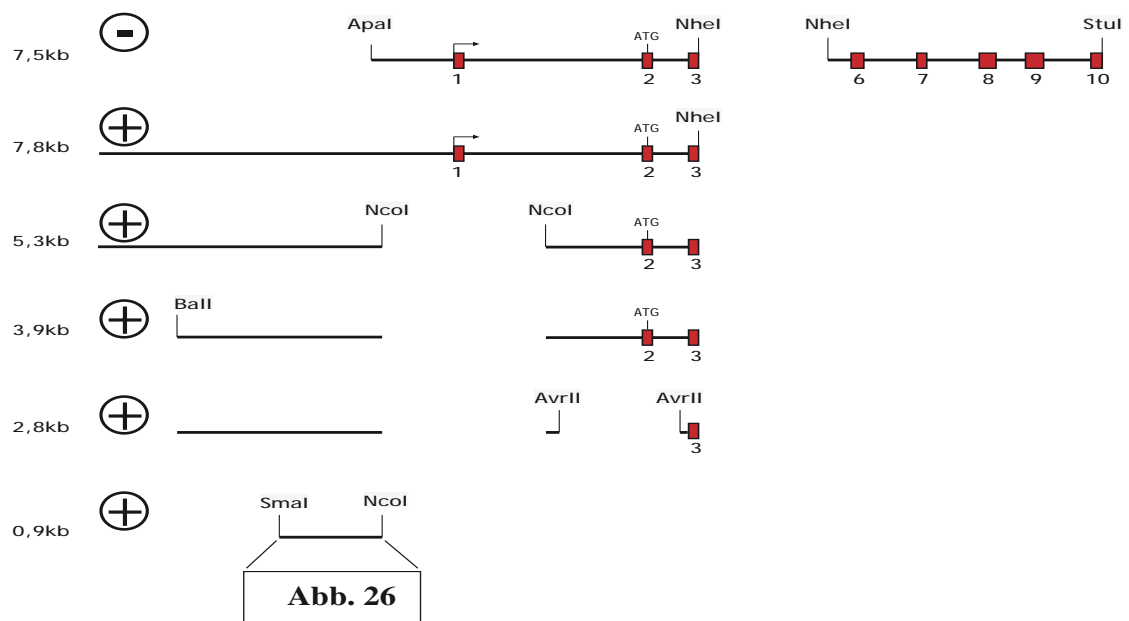 ApaI NheI NheI StuI
ATG
7,5kb - 1 2 3 6 7 8 9 10
NheI
ATG
7,8kb + 1 2 3
NcoI NcoI
ATG
5,3kb + 2 3
BalI
ATG
3,9kb + 2 3
AvrII AvrII
2,8kb + 3
SmaI NcoI
0,9kb +
Abb. 26